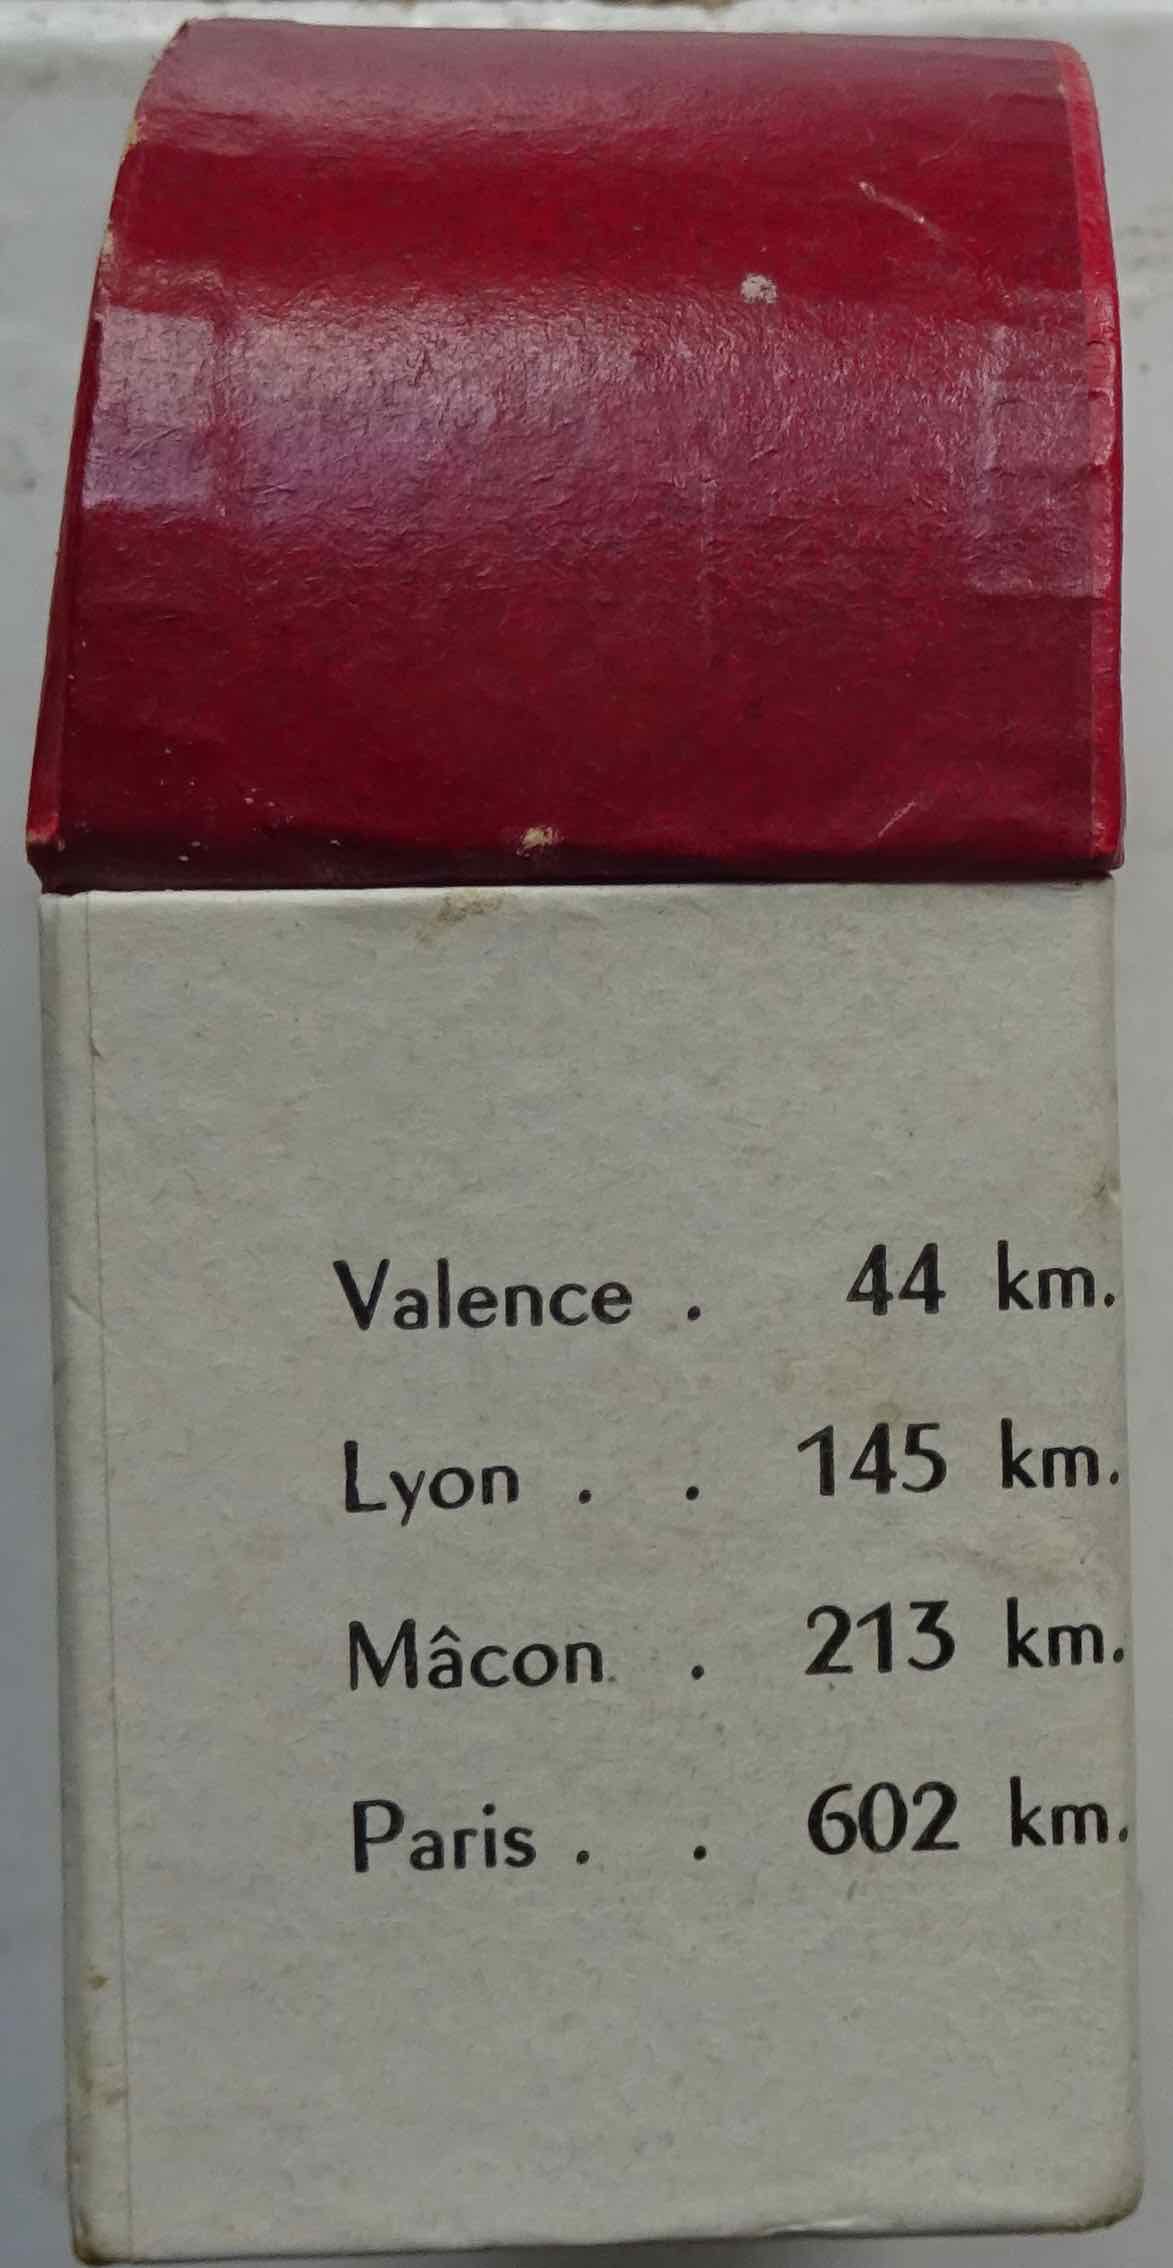 Valence . 44 km.
Lyon . . 145 km.
Mâcon . 213 km.
Paris . . 602 km.